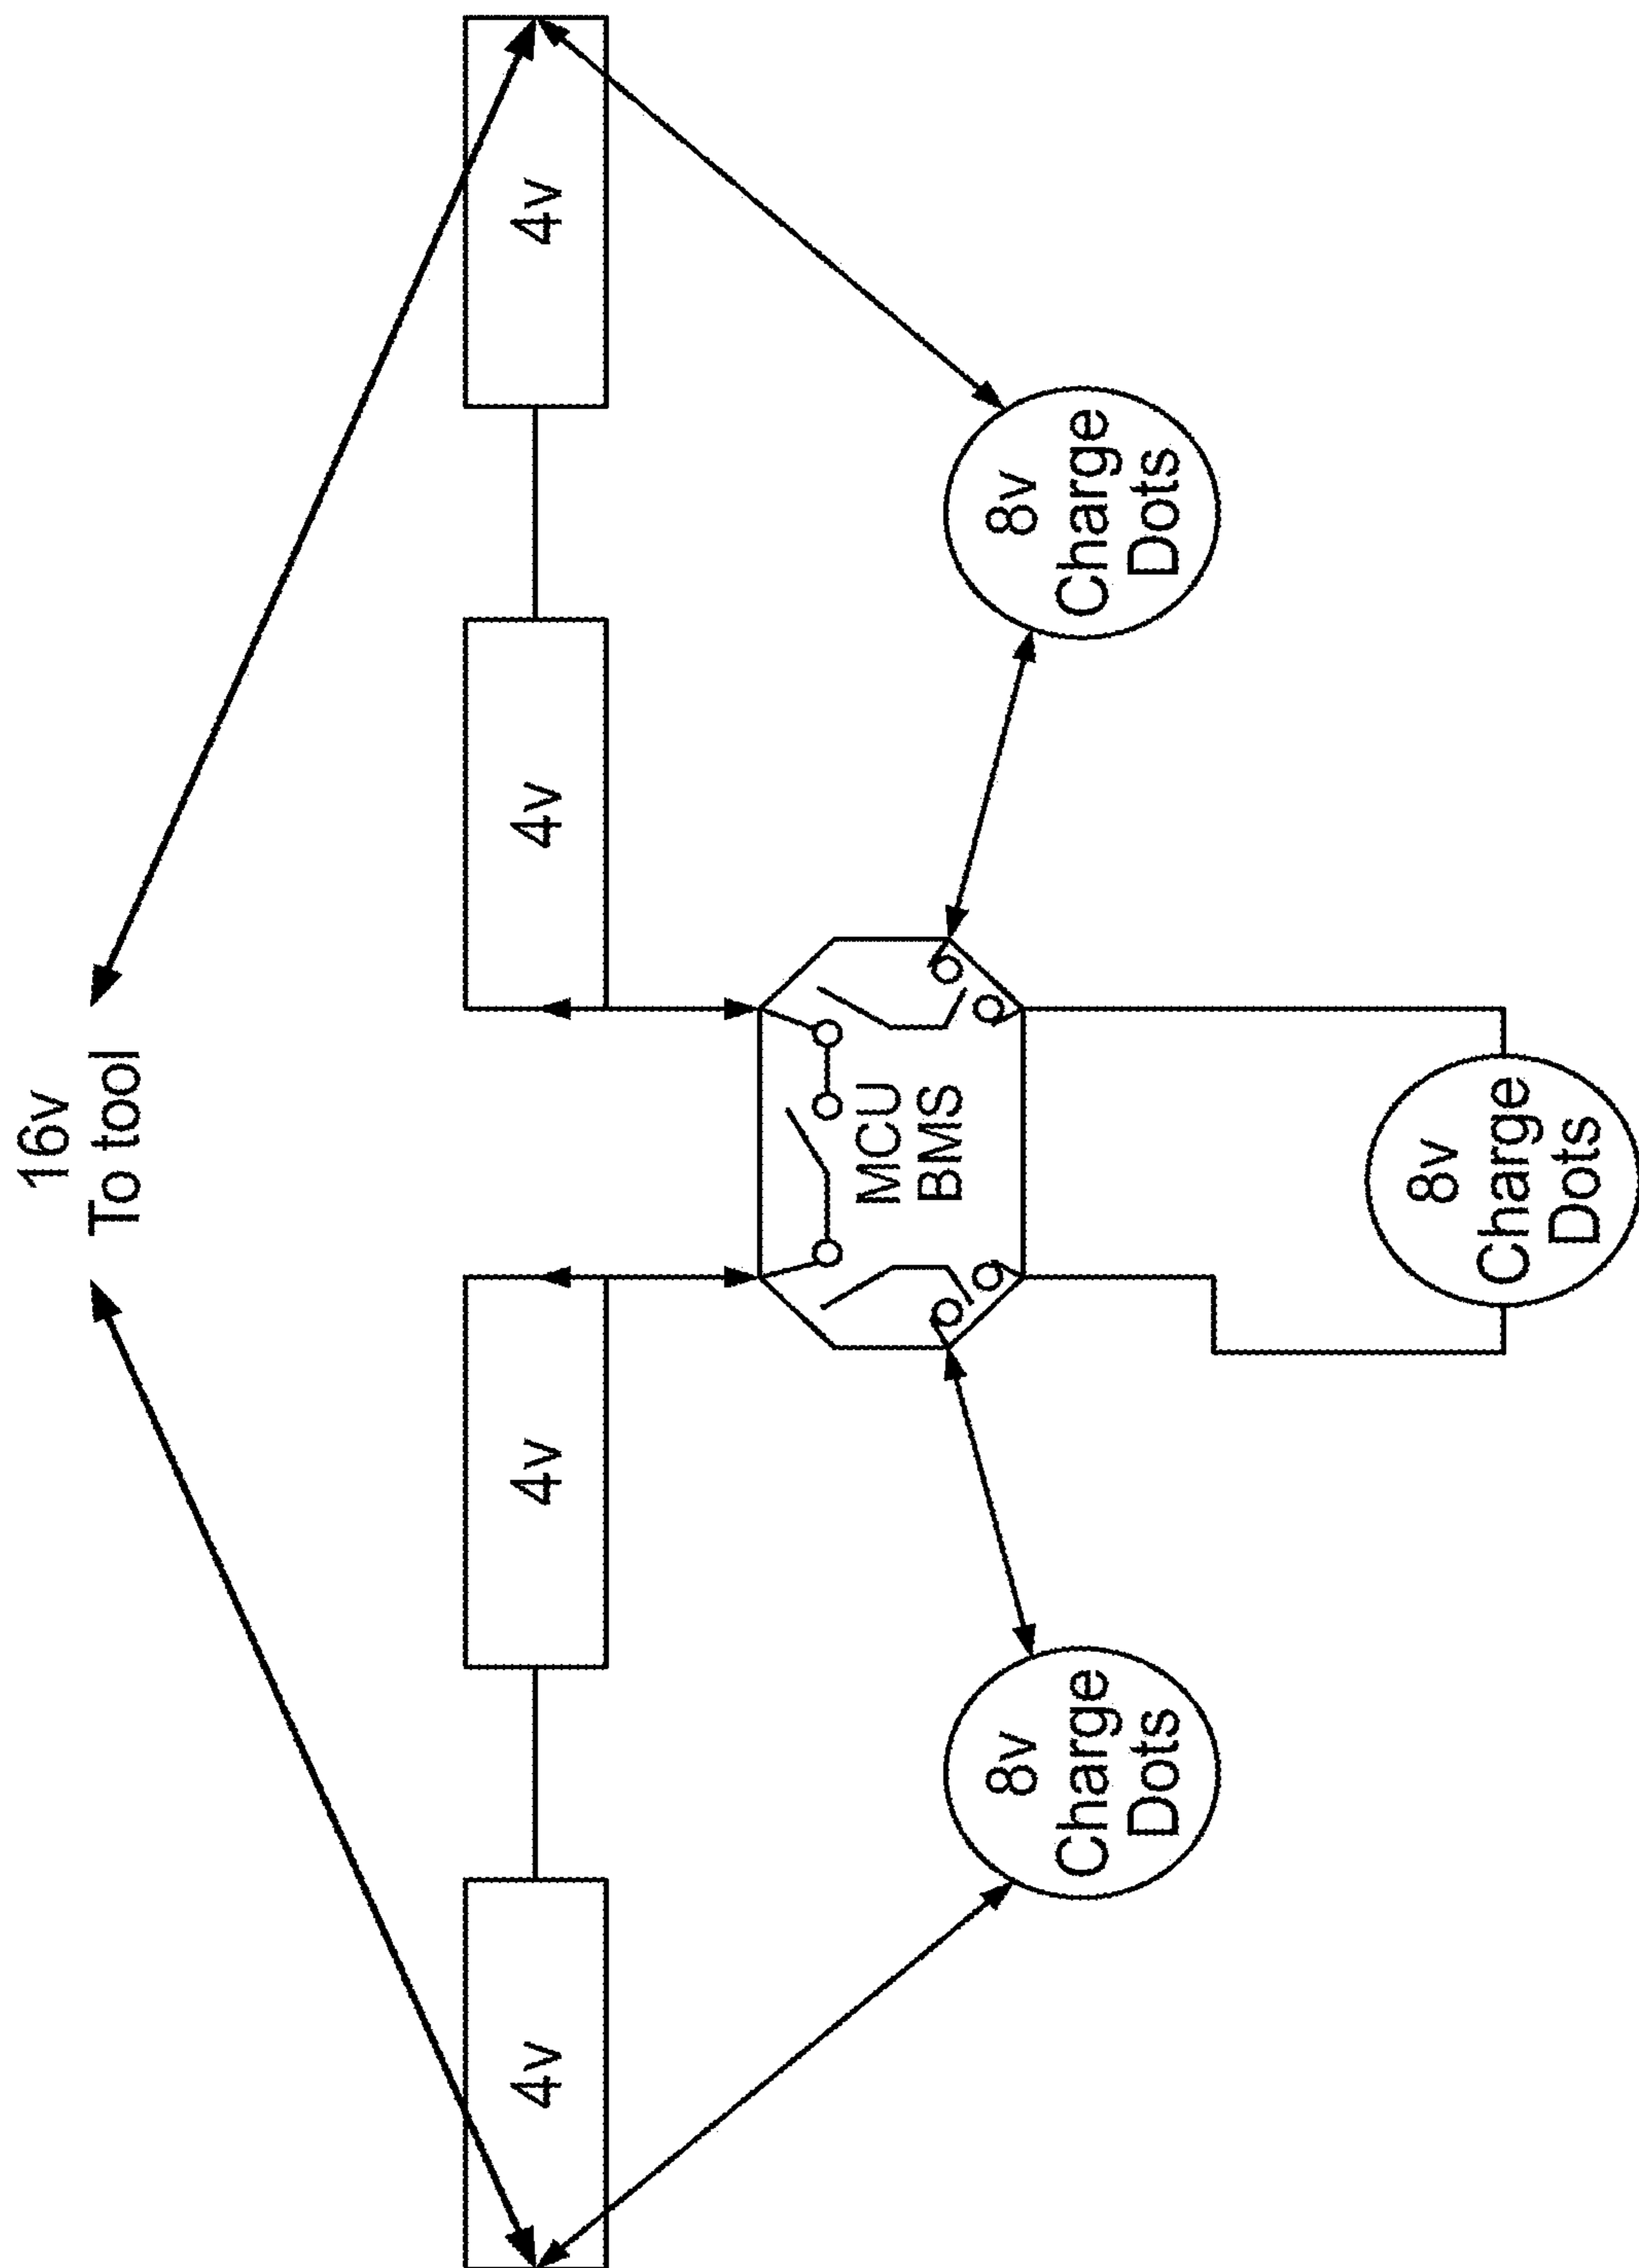 16v
To tool
4v
4v
4v
4v
MCU
BMS
8v
Charge
Dots
8v
Charge
Dots
8v
Charge
Dots